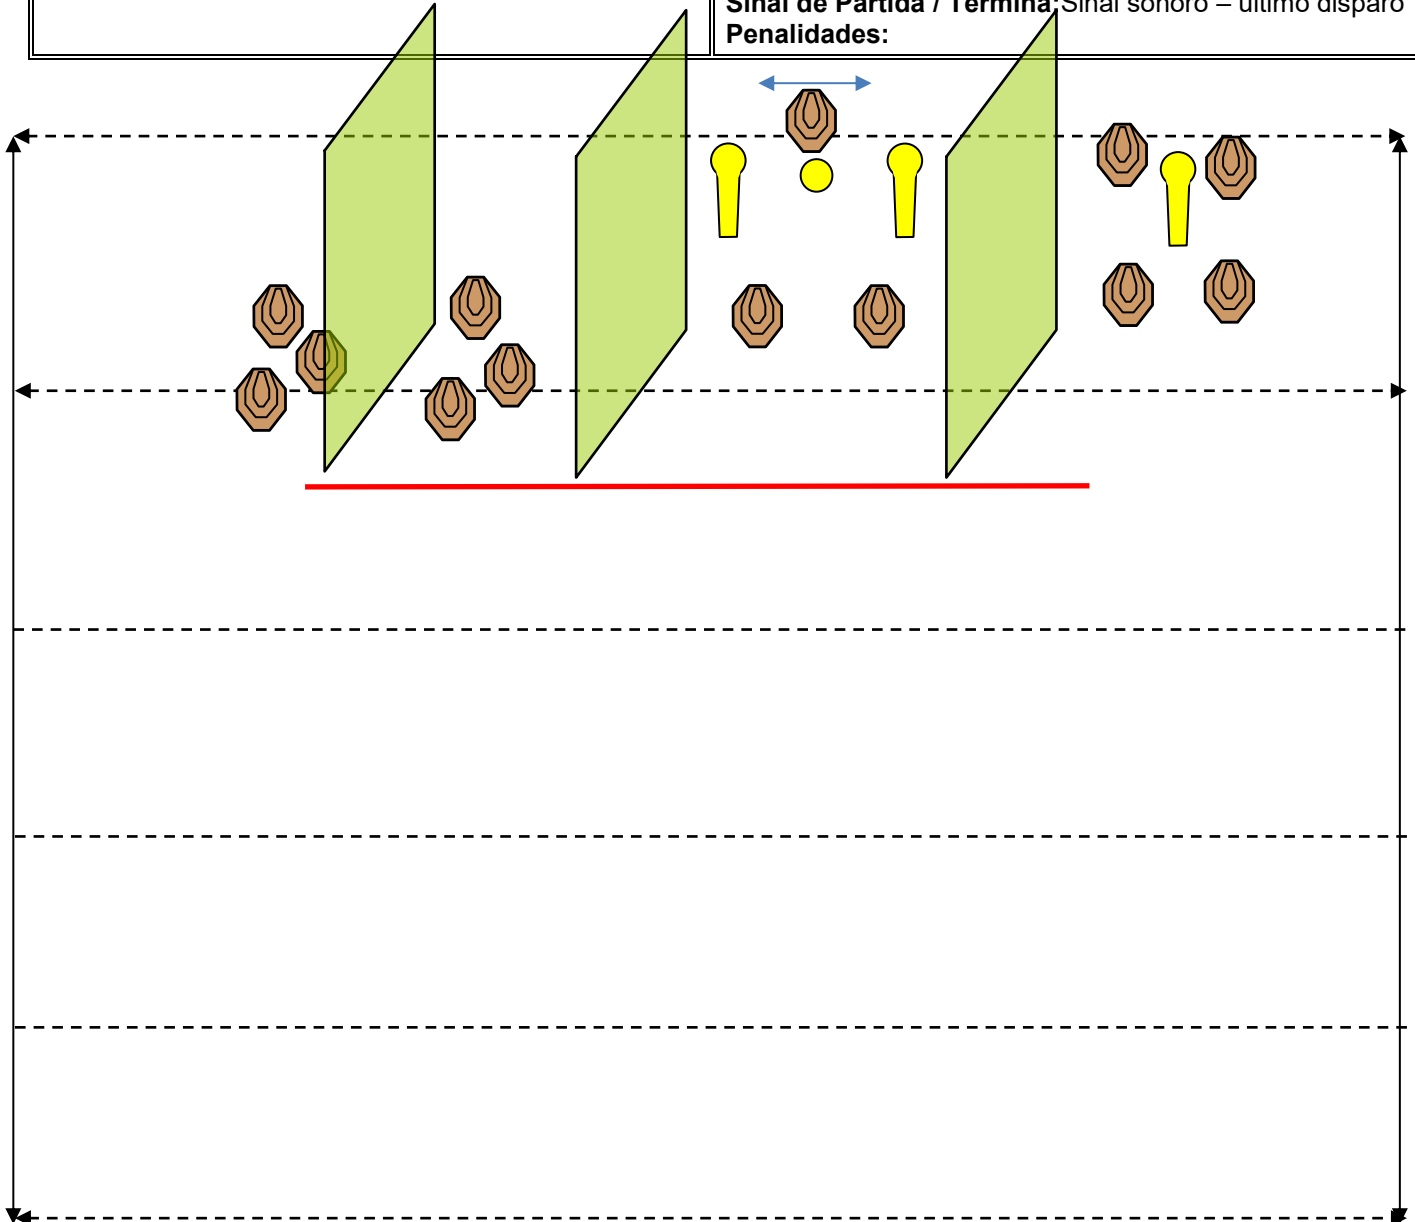 Sinal de Partida / Termina:Sinal sonoro – último disparo
Penalidades: